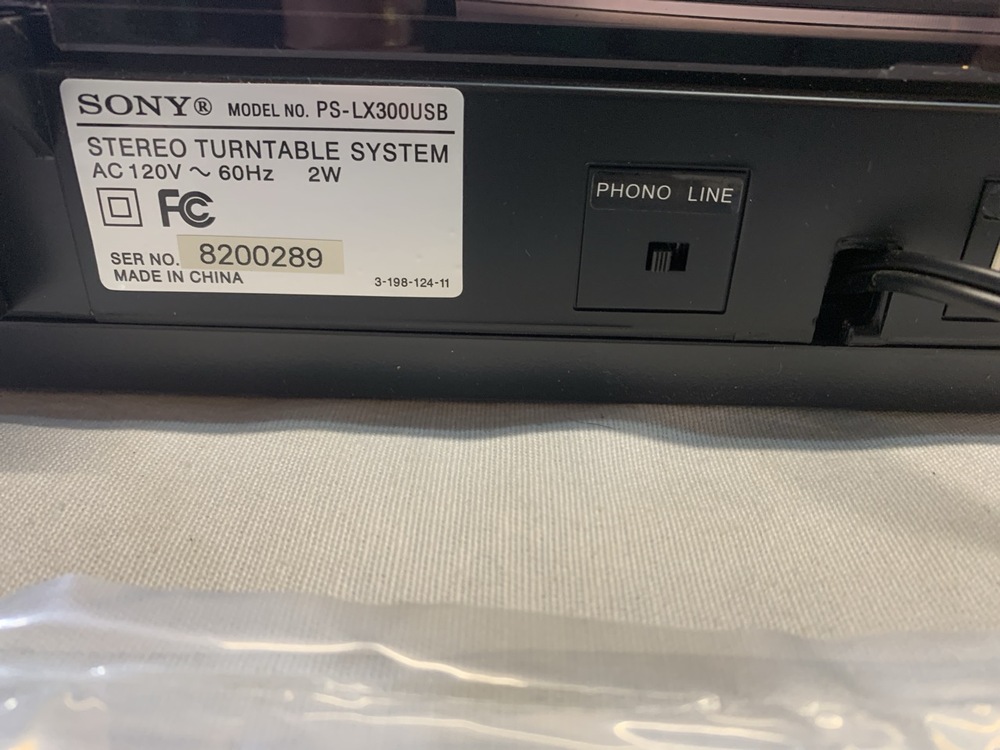 SONY® MODEL NO. PS-LX300USB
STEREO TURNTABLE SYSTEM
AC 120V ~ 60Hz 2W
FC
SER NO. 8200289
MADE IN CHINA 3-198-124-11
PHONO LINE